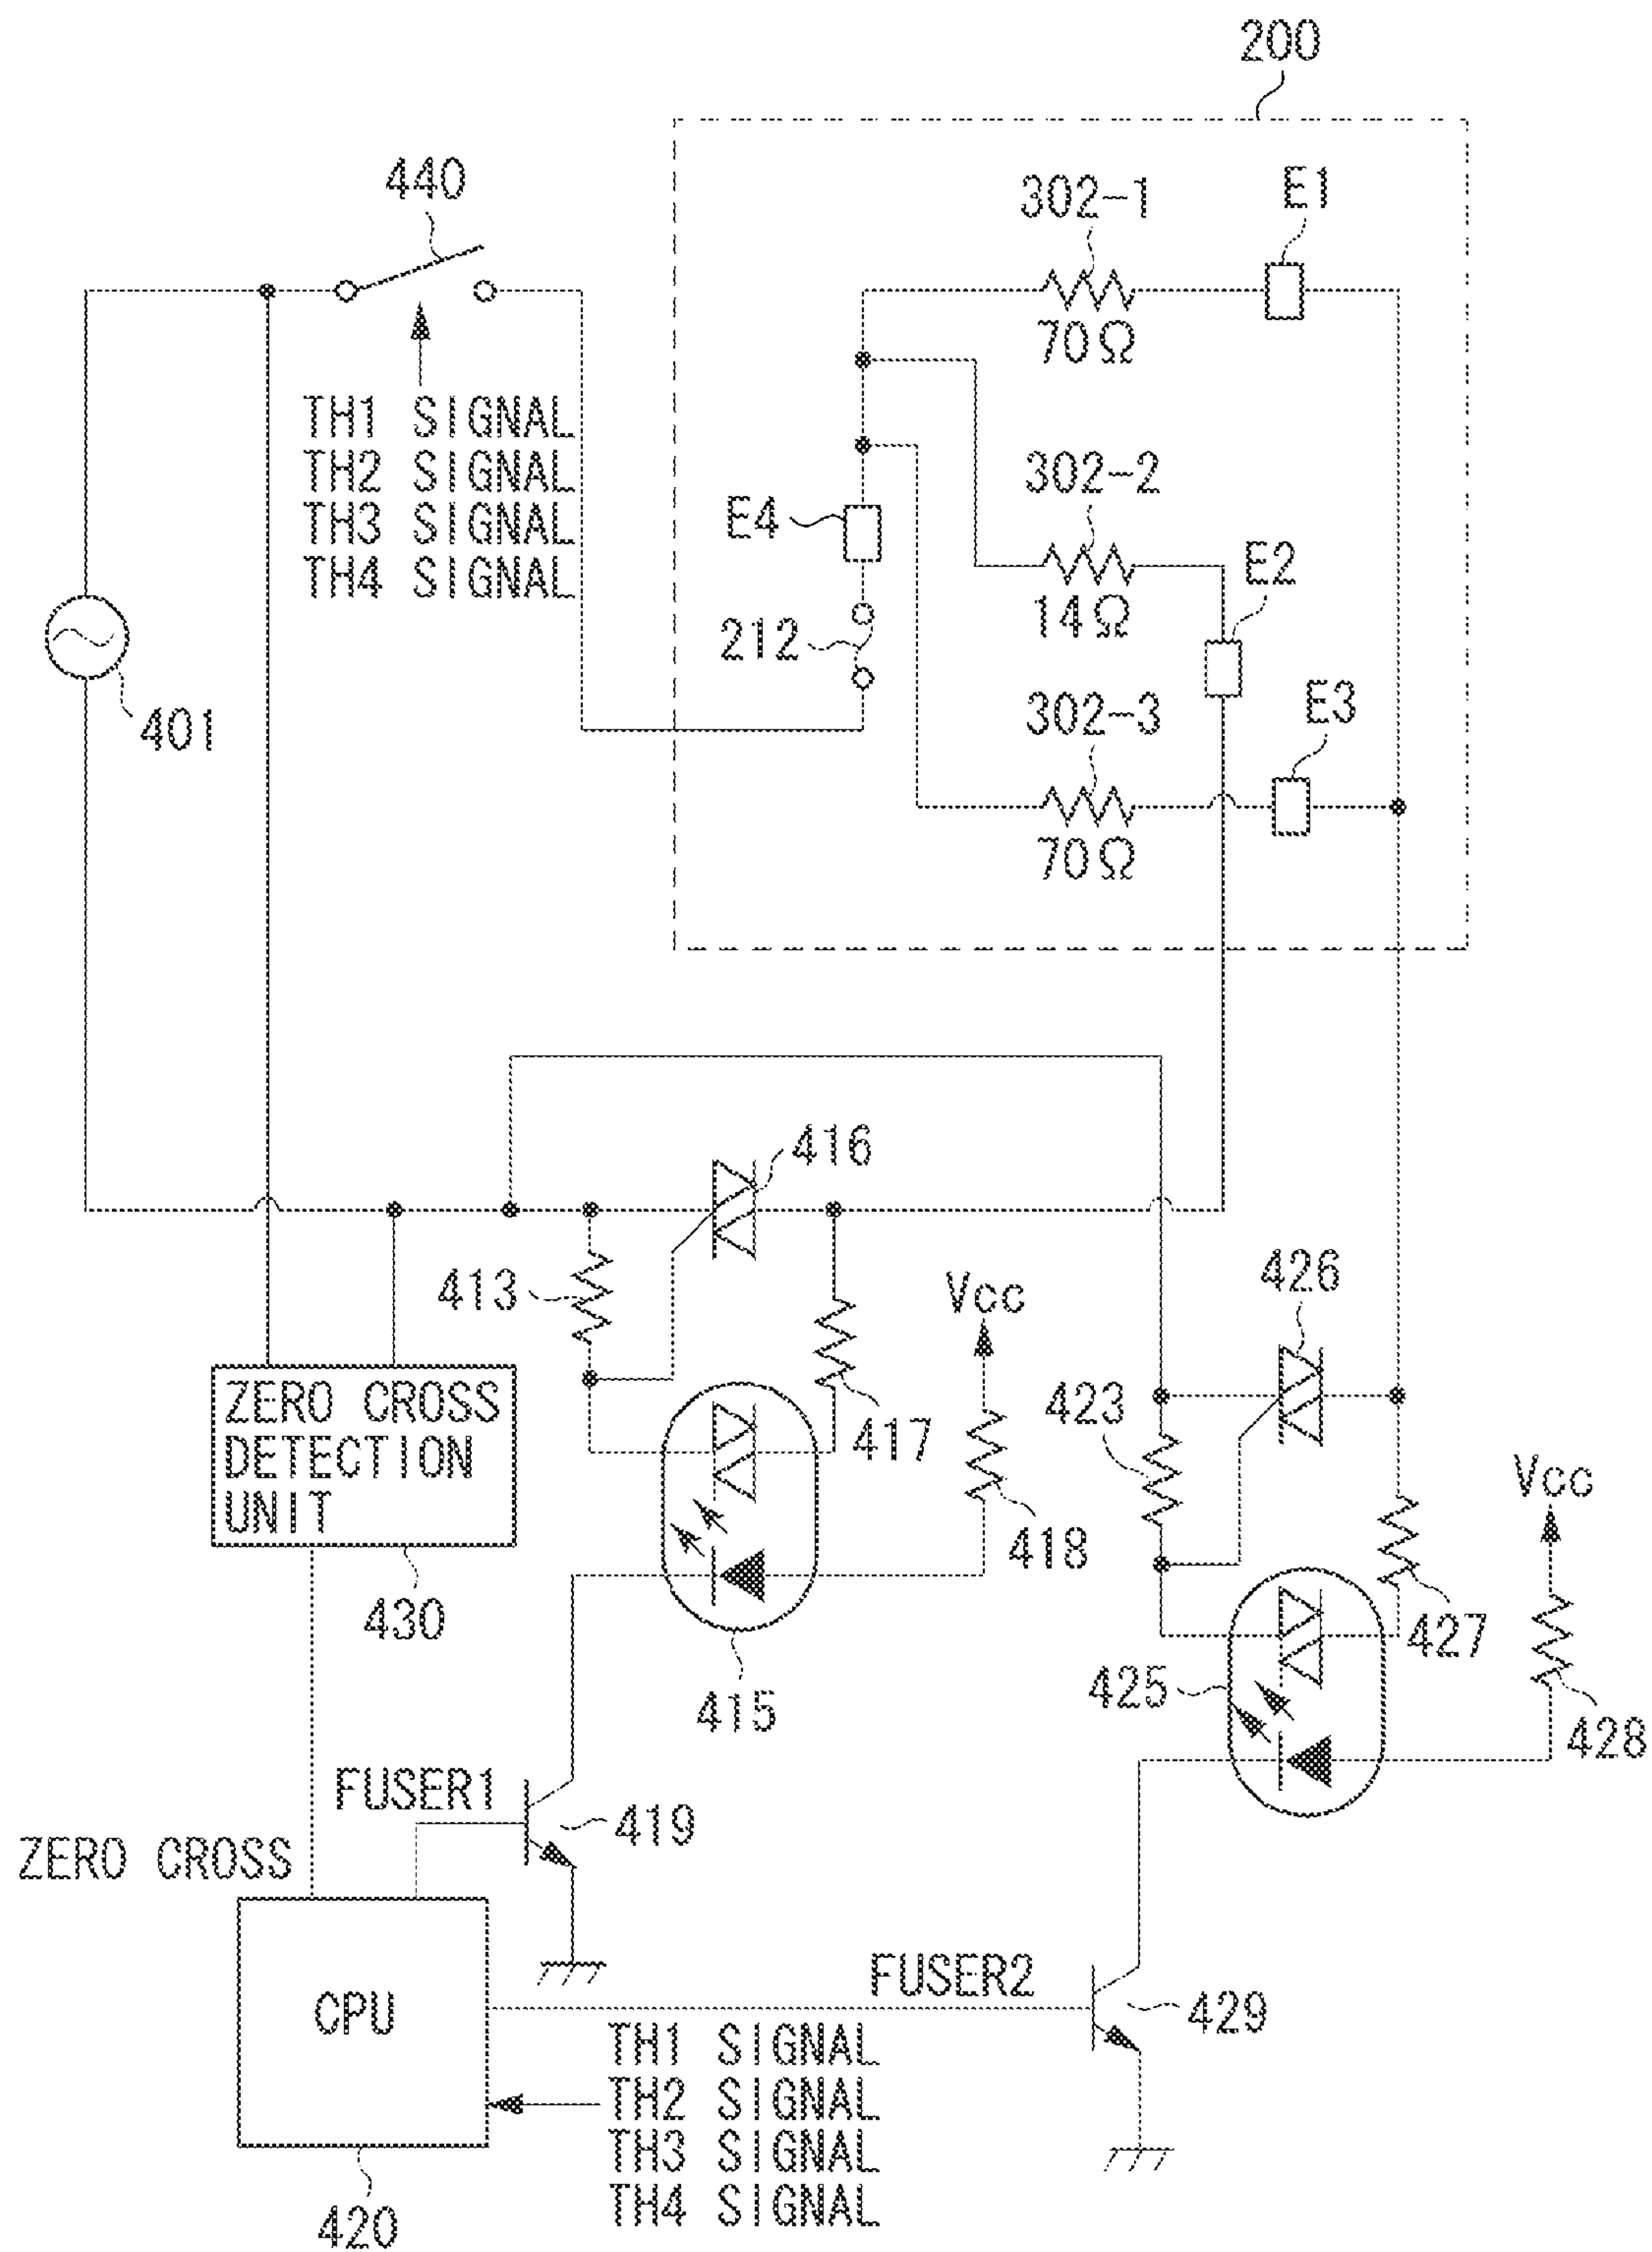 200
440
302-1
E1
70Ω
TH1 SIGNAL
TH2 SIGNAL
TH3 SIGNAL
TH4 SIGNAL
302-2
E4
E2
14Ω
212
302-3
E3
401
70Ω
416
413
Vcc
426
ZERO CROSS
DETECTION
UNIT
417
423
Vcc
418
430
427
415
425
428
FUSER1
419
ZERO CROSS
FUSER2
CPU
429
TH1 SIGNAL
TH2 SIGNAL
TH3 SIGNAL
TH4 SIGNAL
420